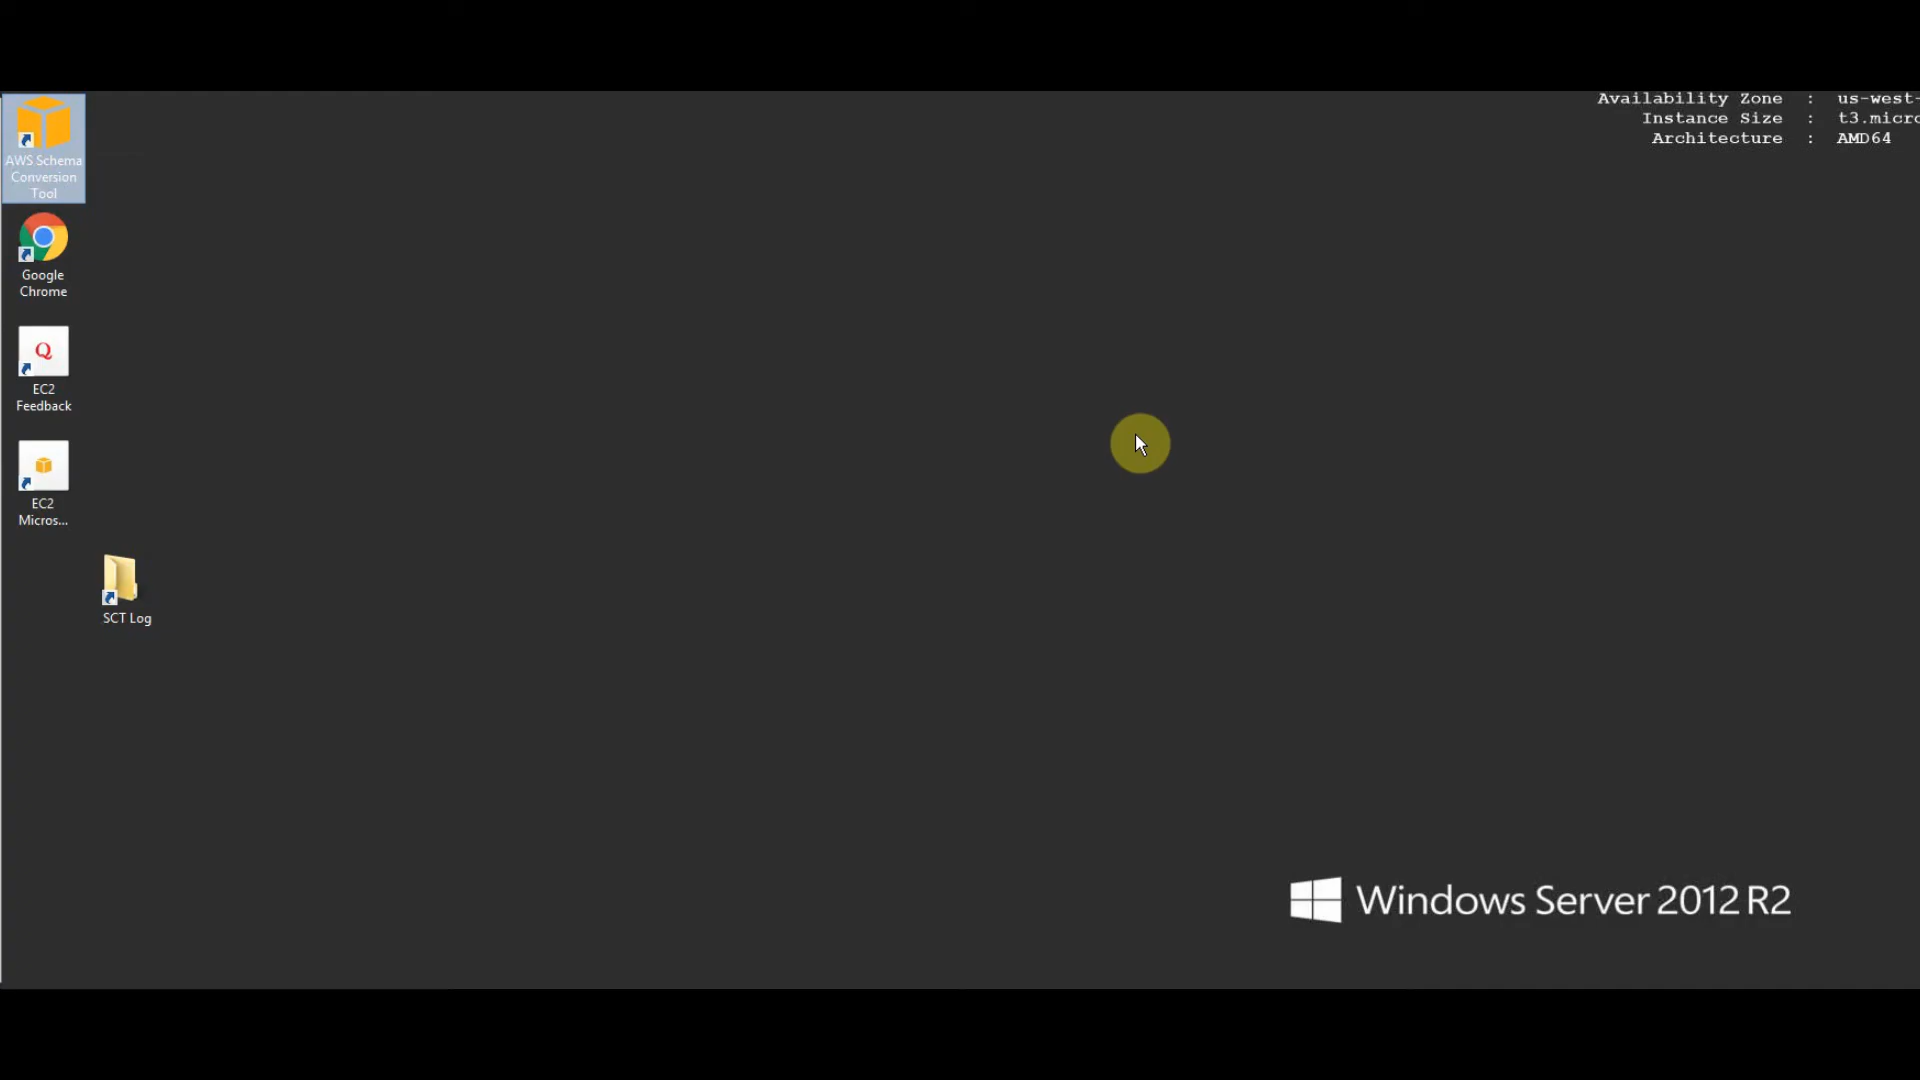 Availability Zone : us-west-
Instance Size : t3.micro
Architecture : AMD64
AWS Schema
Conversion
Tool
Google
Chrome
Q
EC2
Feedback
EC2
Micros...
SCT Log
Windows Server 2012 R2